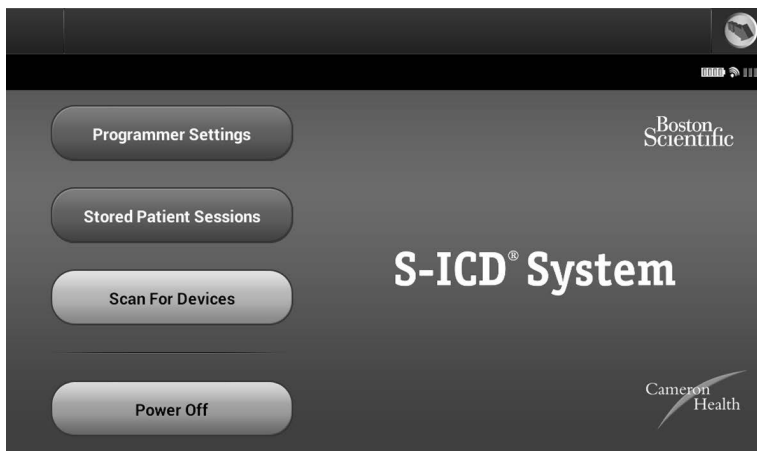 Programmer Settings
Boston
Scientific
Stored Patient Sessions
S-ICD® System
Scan For Devices
Power Off
Cameron
Health